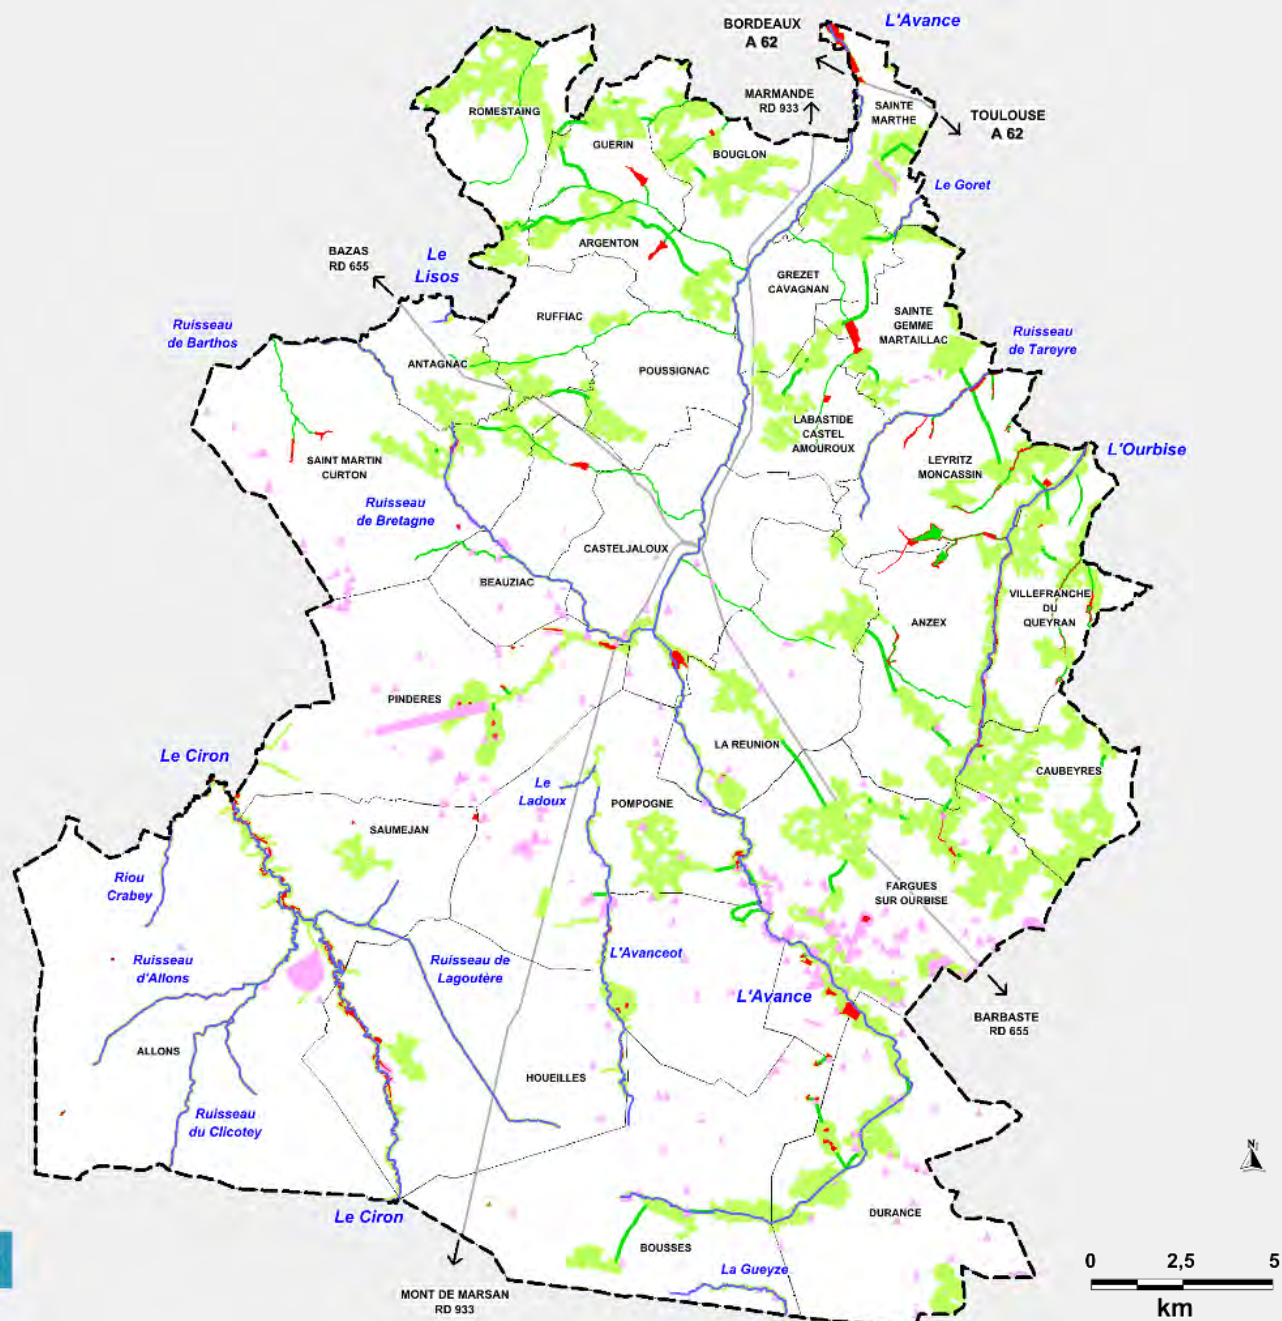 BORDEAUX
A 62
L'Avance
MARMANDE
RD 933
SAINTE
MARTHE
TOULOUSE
A 62
ROMESTAING
GUERIN
BOUGLON
Le Goret
ARGENTON
BAZAS
RD 655
Le
Lisos
GREZET
CAVAGNAN
RUFFIAC
SAINTE
GEMME
MARTAILLAC
Ruisseau
de Barthos
Ruisseau
de Tareyre
ANTAGNAC
POUSSIGNAC
LABASTIDE
CASTEL
AMOUROUX
L'Ourbise
SAINT MARTIN
CURTON
LEYRITZ
MONCASSIN
Ruisseau
de Bretagne
CASTELJALOUX
BEAUZIAC
VILLEFRANCHE
DU
QUEYRAN
ANZEX
PINDERES
LA REUNION
Le Ciron
CAUBEYRES
Le
Ladoux
POMPOGNE
SAUMEJAN
Riou
Crabey
FARGUES
SUR OURBISE
Ruisseau
d'Allons
Ruisseau de
Lagoutère
L'Avanceot
L'Avance
BARBASTE
RD 655
ALLONS
HOUEILLES
Ruisseau
du Clicotey
N
Le Ciron
DURANCE
BOUSSES
La Gueyze
MONT DE MARSAN
RD 933
0 2,5 5
km